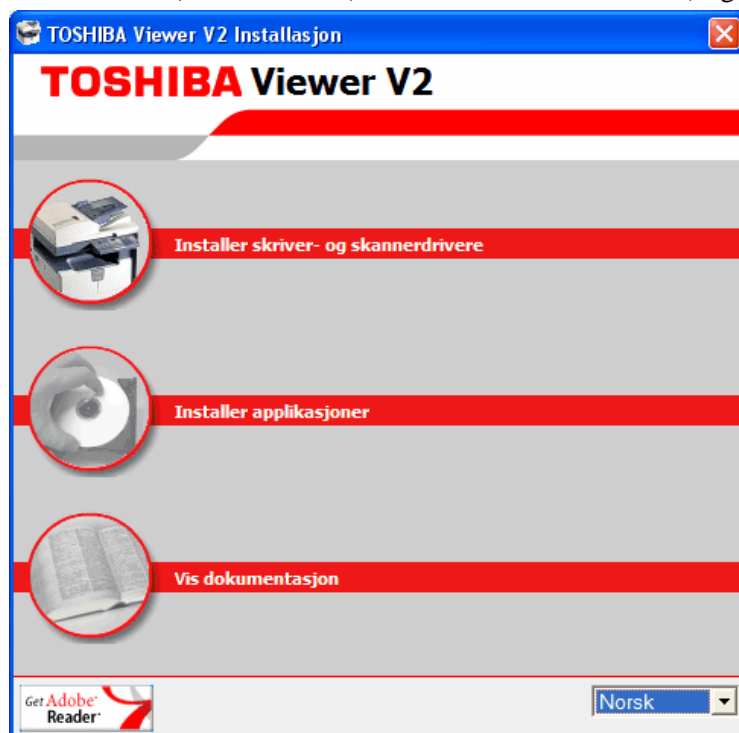 TOSHIBA Viewer V2 Installasjon
TOSHIBA Viewer V2
Installer skriver- og skannerdrivere
Installer applikasjoner
Vis dokumentasjon
Get Adobe®
Reader®
Norsk